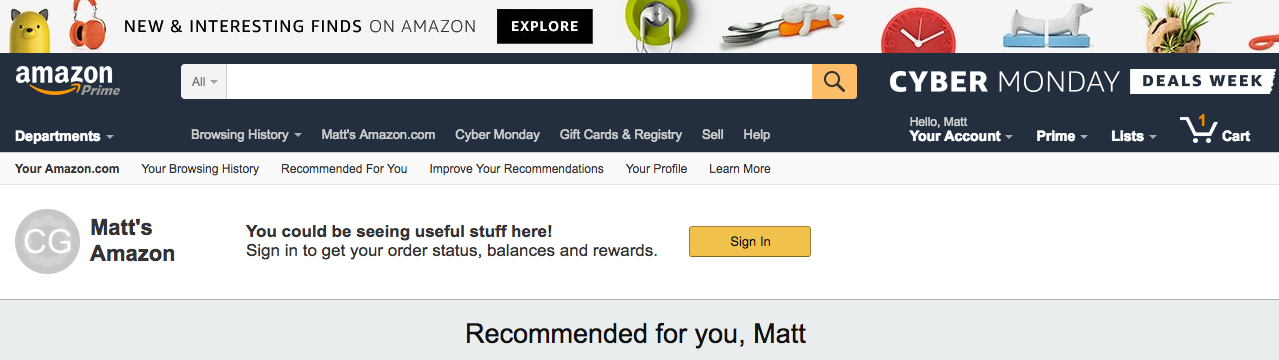 NEW & INTERESTING FINDS ON AMAZON EXPLORE
amazon Prime
All
CYBER MONDAY DEALS WEEK
Departments
Browsing History Matt's Amazon.com Cyber Monday Gift Cards & Registry Sell Help
Hello, Matt
Your Account Prime Lists 1 Cart
Your Amazon.com Your Browsing History Recommended For You Improve Your Recommendations Your Profile Learn More
CG
Matt's
Amazon
You could be seeing useful stuff here!
Sign in to get your order status, balances and rewards.
Sign In
Recommended for you, Matt